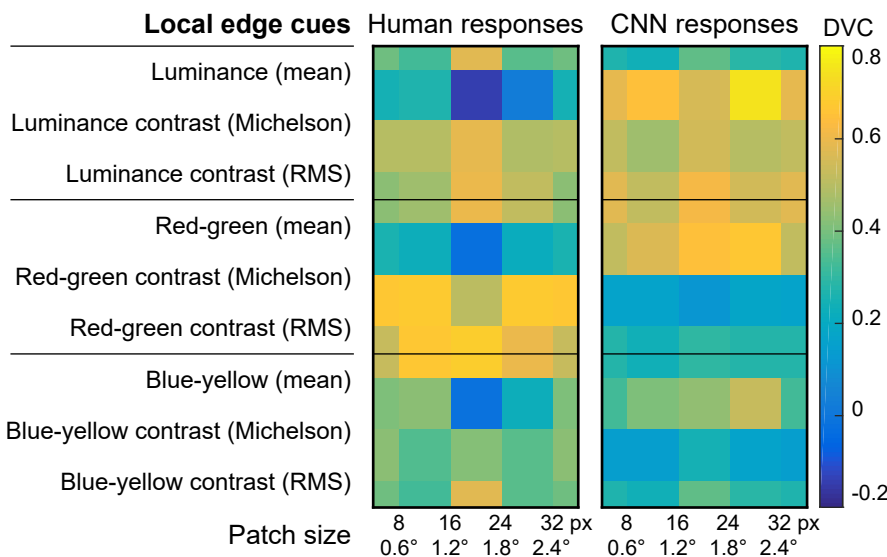 Local edge cues Human responses CNN responses DVC
Luminance (mean)
Luminance contrast (Michelson)
Luminance contrast (RMS)
Red-green (mean)
Red-green contrast (Michelson)
Red-green contrast (RMS)
Blue-yellow (mean)
Blue-yellow contrast (Michelson)
Blue-yellow contrast (RMS)
Patch size
8 16 24 32 px
0.6° 1.2° 1.8° 2.4°
8 16 24 32 px
0.6° 1.2° 1.8° 2.4°
0.8
0.6
0.4
0.2
0
-0.2